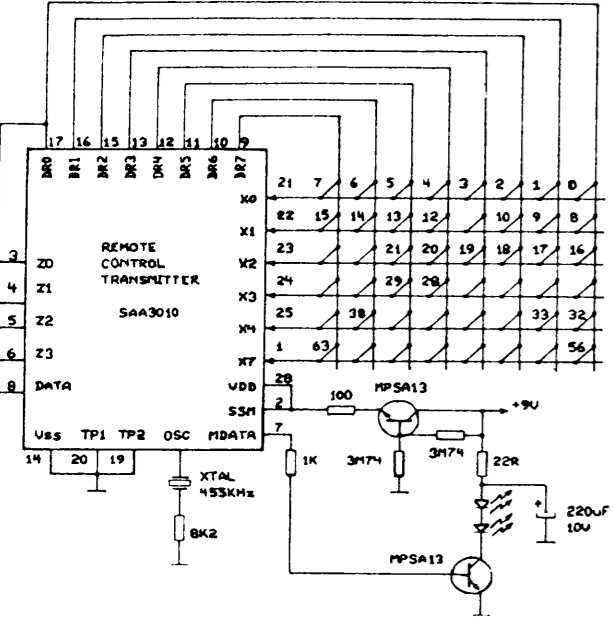 17 16 15 13 12 11 10 9
DR0 DR1 DR2 DR3 DR4 DR5 DR6 DR7
X0 21 7 6 5 4 3 2 1 0
X1 22 15 14 13 12 10 9 8
3 Z0 REMOTE X2 23 21 20 19 18 17 16
4 Z1 CONTROL
TRANSMITTER X3 24 29 28
5 Z2 SAA3010 X4 25 38 33 32
6 Z3 X7 1 63 56
8 DATA VDD 28
SSM 2 100 MPSA13 +9V
Vss TP1 TP2 OSC MDATA 7
14 20 19 1K 3M74 3M74 22R
XTAL
455KHz
8K2
+ 220uF
10V
MPSA13